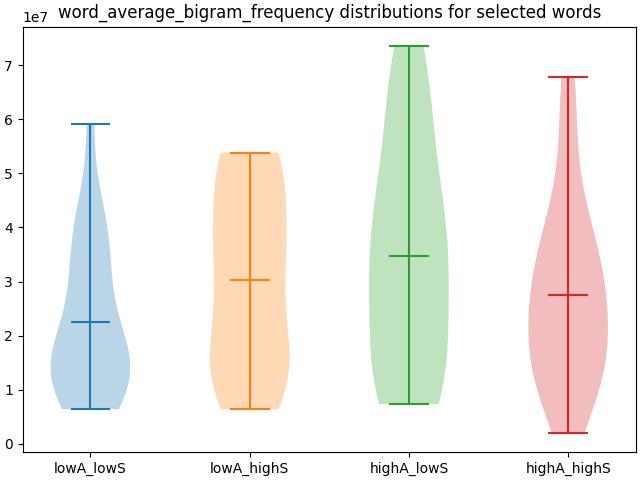 word_average_bigram_frequency distributions for selected words
1e7
7
6
5
4
3
2
1
0
lowA_lowS lowA_highS highA_lowS highA_highS